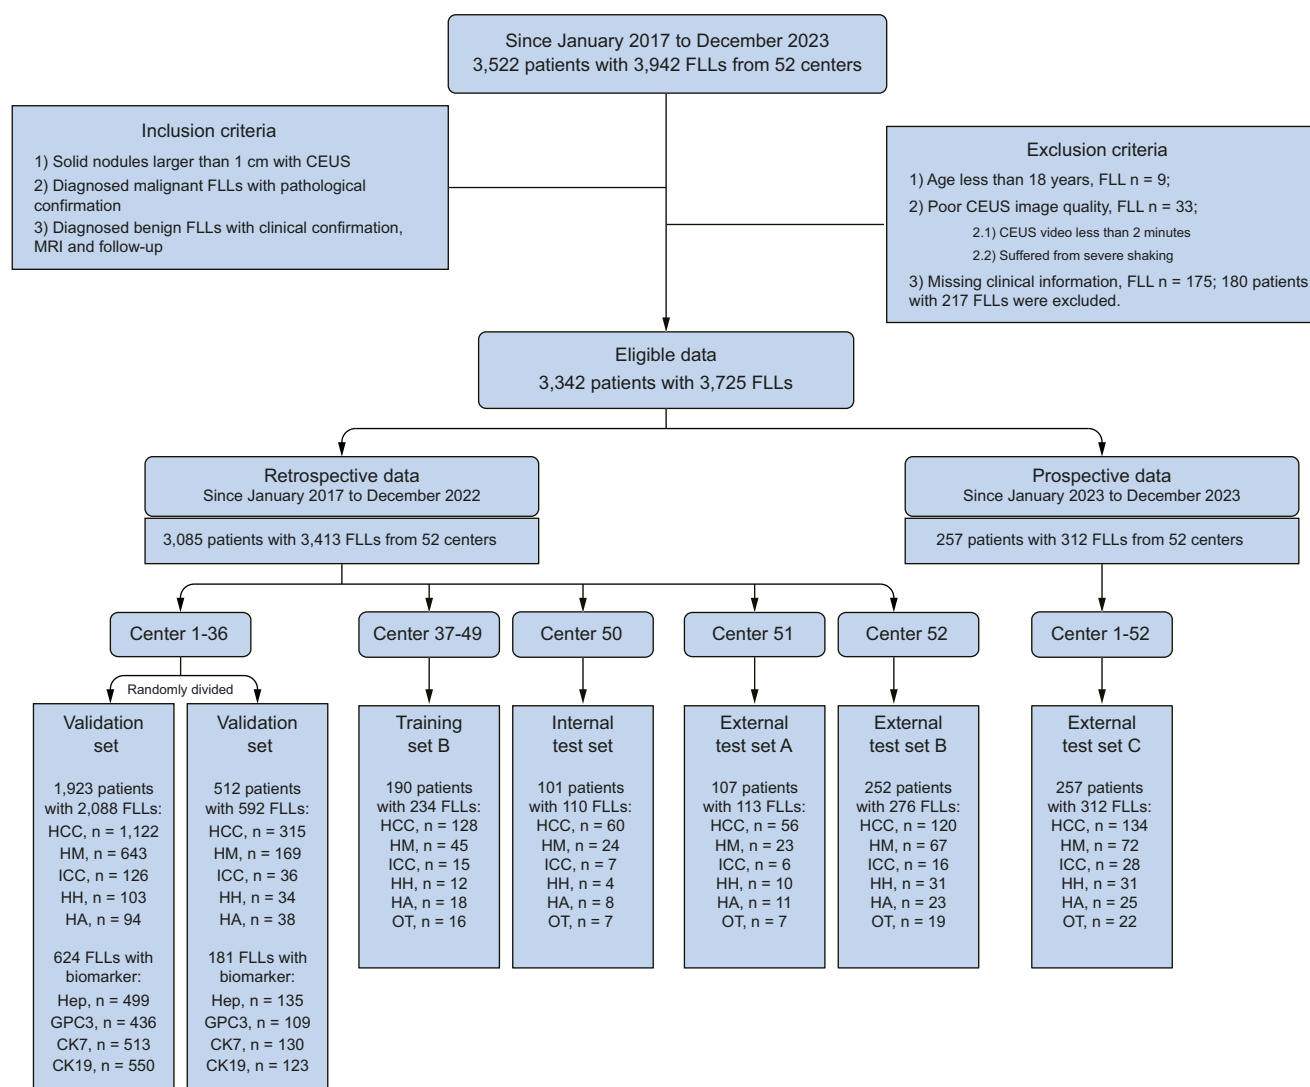 Since January 2017 to December 2023
3,522 patients with 3,942 FLLs from 52 centers
Inclusion criteria
1) Solid nodules larger than 1 cm with CEUS
2) Diagnosed malignant FLLs with pathological
confirmation
3) Diagnosed benign FLLs with clinical confirmation,
MRI and follow-up
Exclusion criteria
1) Age less than 18 years, FLL n = 9;
2) Poor CEUS image quality, FLL n = 33;
2.1) CEUS video less than 2 minutes
2.2) Suffered from severe shaking
3) Missing clinical information, FLL n = 175; 180 patients
with 217 FLLs were excluded.
Eligible data
3,342 patients with 3,725 FLLs
Retrospective data
Since January 2017 to December 2022
3,085 patients with 3,413 FLLs from 52 centers
Prospective data
Since January 2023 to December 2023
257 patients with 312 FLLs from 52 centers
Center 1-36
Center 37-49
Center 50
Center 51
Center 52
Center 1-52
Randomly divided
Validation
set
1,923 patients
with 2,088 FLLs:
HCC, n = 1,122
HM, n = 643
ICC, n = 126
HH, n = 103
HA, n = 94
624 FLLs with
biomarker:
Hep, n = 499
GPC3, n = 436
CK7, n = 513
CK19, n = 550
Validation
set
512 patients
with 592 FLLs:
HCC, n = 315
HM, n = 169
ICC, n = 36
HH, n = 34
HA, n = 38
181 FLLs with
biomarker:
Hep, n = 135
GPC3, n = 109
CK7, n = 130
CK19, n = 123
Training
set B
190 patients
with 234 FLLs:
HCC, n = 128
HM, n = 45
ICC, n = 15
HH, n = 12
HA, n = 18
OT, n = 16
Internal
test set
101 patients
with 110 FLLs:
HCC, n = 60
HM, n = 24
ICC, n = 7
HH, n = 4
HA, n = 8
OT, n = 7
External
test set A
107 patients
with 113 FLLs:
HCC, n = 56
HM, n = 23
ICC, n = 6
HH, n = 10
HA, n = 11
OT, n = 7
External
test set B
252 patients
with 276 FLLs:
HCC, n = 120
HM, n = 67
ICC, n = 16
HH, n = 31
HA, n = 23
OT, n = 19
External
test set C
257 patients
with 312 FLLs:
HCC, n = 134
HM, n = 72
ICC, n = 28
HH, n = 31
HA, n = 25
OT, n = 22